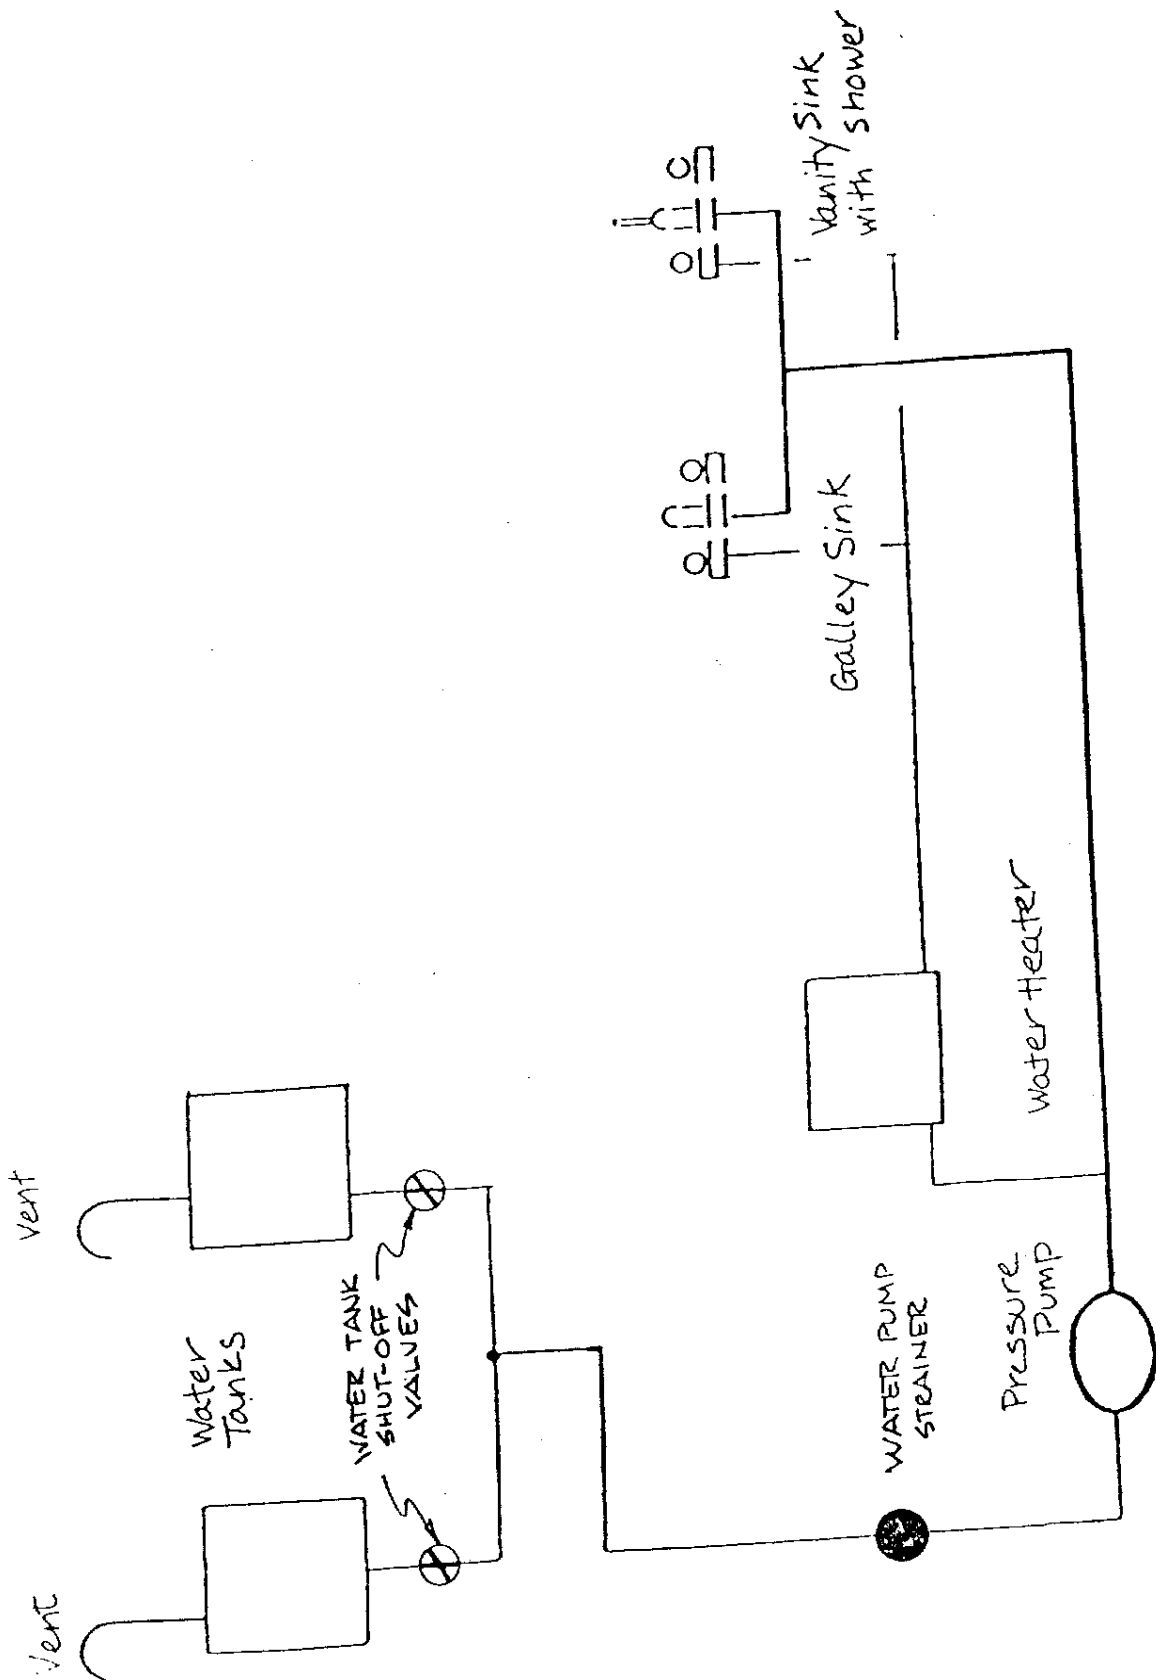 Vent
Vent
Water
Tanks
WATER TANK
SHUT-OFF
VALVES
WATER PUMP
STRAINER
Pressure
Pump
Water Heater
Galley Sink
Vanity Sink
with shower